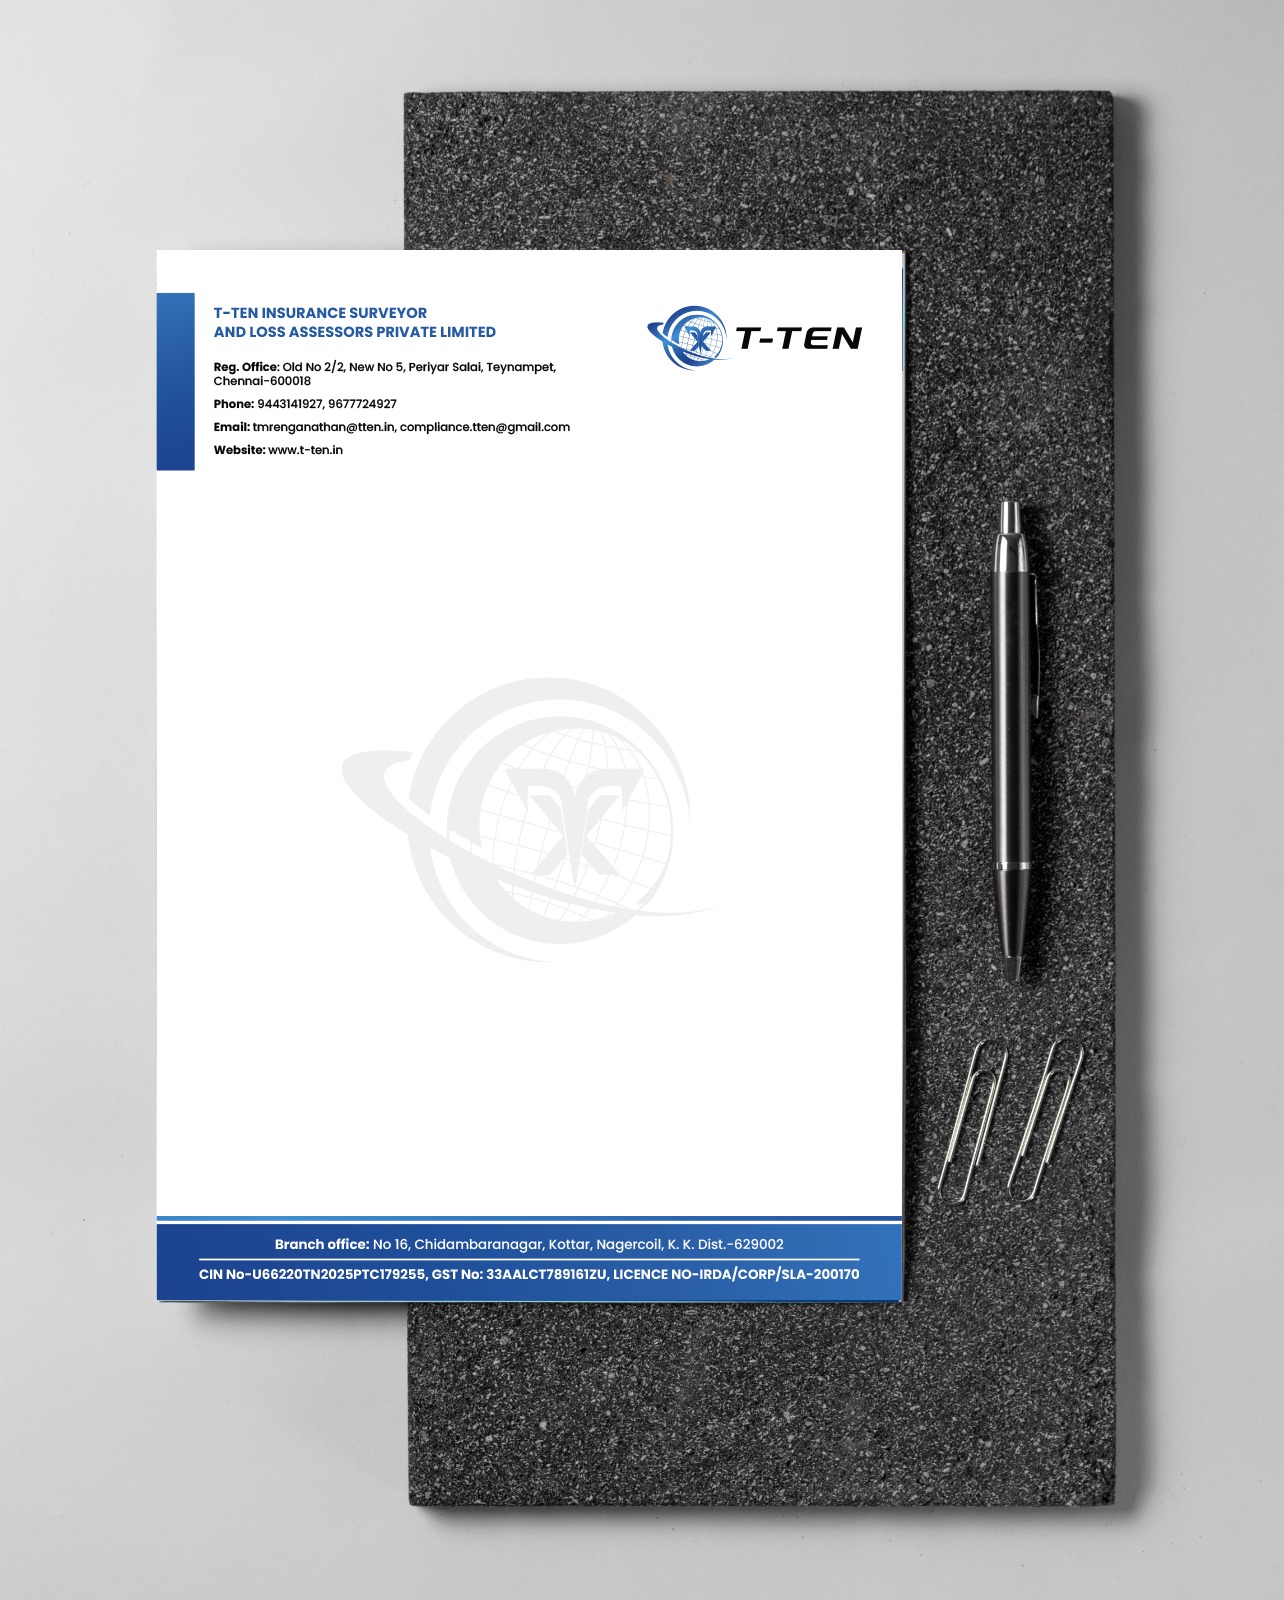 T-TEN INSURANCE SURVEYOR
AND LOSS ASSESSORS PRIVATE LIMITED
T-TEN
Reg. Office: Old No 2/2, New No 5, Periyar Salai, Teynampet,
Chennai-600018
Phone: 9443141927, 9677724927
Email: tmrenganathan@tten.in, compliance.tten@gmail.com
Website: www.t-ten.in
Branch office: No 16, Chidambaranagar, Kottar, Nagercoil, K. K. Dist.-629002
CIN No-U66220TN2025PTC179255, GST No: 33AALCT789161ZU, LICENCE NO-IRDA/CORP/SLA-200170